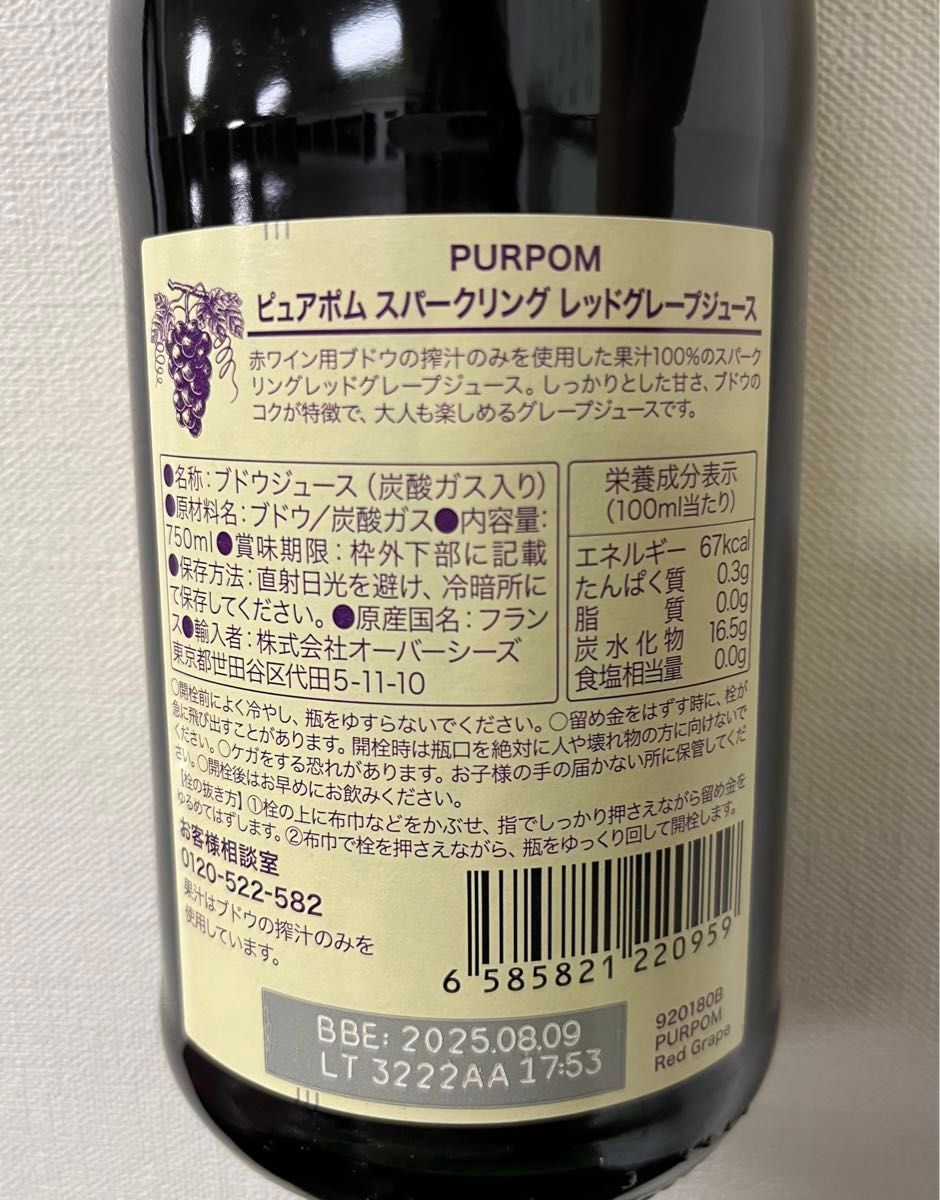 PURPOM
ピュアポム スパークリング レッドグレープジュース
赤ワイン用ブドウの搾汁のみを使用した果汁100%のスパーク
リングレッドグレープジュース。しっかりとした甘さ、ブドウの
コクが特徴で、大人も楽しめるグレープジュースです。
●名称：ブドウジュース（炭酸ガス入り）
●原材料名：ブドウ／炭酸ガス●内容量：
750ml●賞味期限：枠外下部に記載
●保存方法：直射日光を避け、冷暗所に
て保存してください。●原産国名：フラン
ス●輸入者：株式会社オーバーシーズ
東京都世田谷区代田5-11-10
栄養成分表示
(100ml当たり)
エネルギー 67kcal
たんぱく質 0.3g
脂質 0.0g
炭水化物 16.5g
食塩相当量 0.0g
○開栓前によく冷やし、瓶をゆすらないでください。○留め金をはずす時に、栓が
急に飛び出すことがあります。開栓時は瓶口を絶対に人や壊れ物の方に向けないで
ください。○ケガをする恐れがあります。お子様の手の届かない所に保管してくだ
さい。○開栓後はお早めにお飲みください。
【栓の抜き方】①栓の上に布巾などをかぶせ、指でしっかり押さえながら留め金を
ゆるめてはずします。②布巾で栓を押さえながら、瓶をゆっくり回して開栓します。
お客様相談室
0120-522-582
果汁はブドウの搾汁のみを
使用しています。
6 585821 220959
BBE: 2025.08.09
LT 3222AA 17:53
920180B
PURPOM
Red Grape